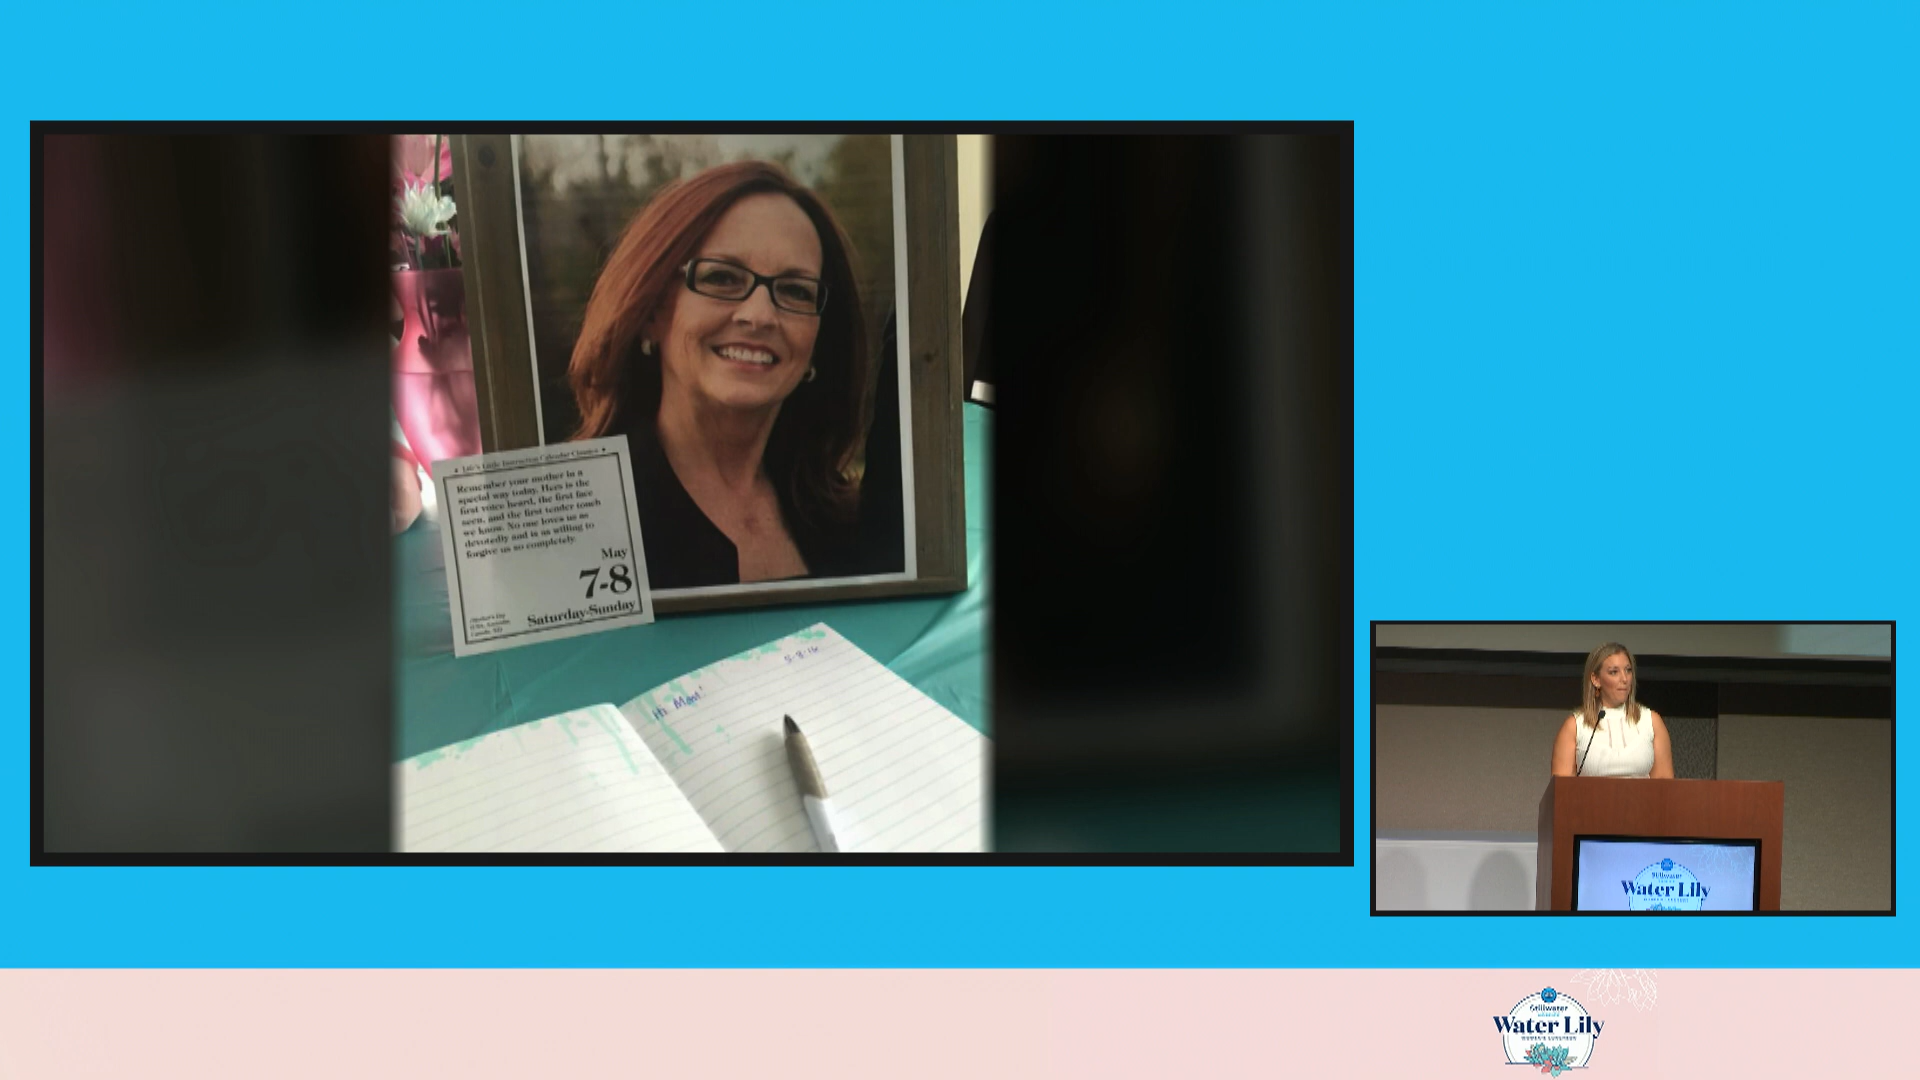 Life's Little Instruction Calendar Classics
Remember your mother in a
special way today. Hers is the
first voice heard, the first face
seen, and the first tender touch
we know. No one loves us as
devotedly and is as willing to
forgive us so completely.
May
7-8
Saturday-Sunday
5-8-16
Hi Mom!
Stillwater
Water Lily
Stillwater
Water Lily
WOMEN'S LUNCHEON